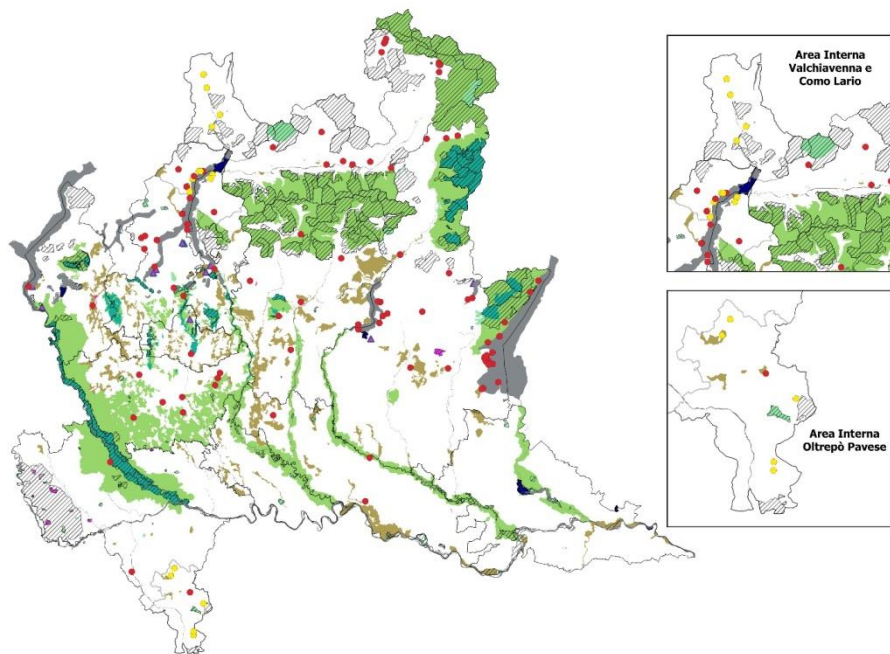 Area Interna
Valchiavenna e
Como Lario
Area Interna
Oltrepò Pavese